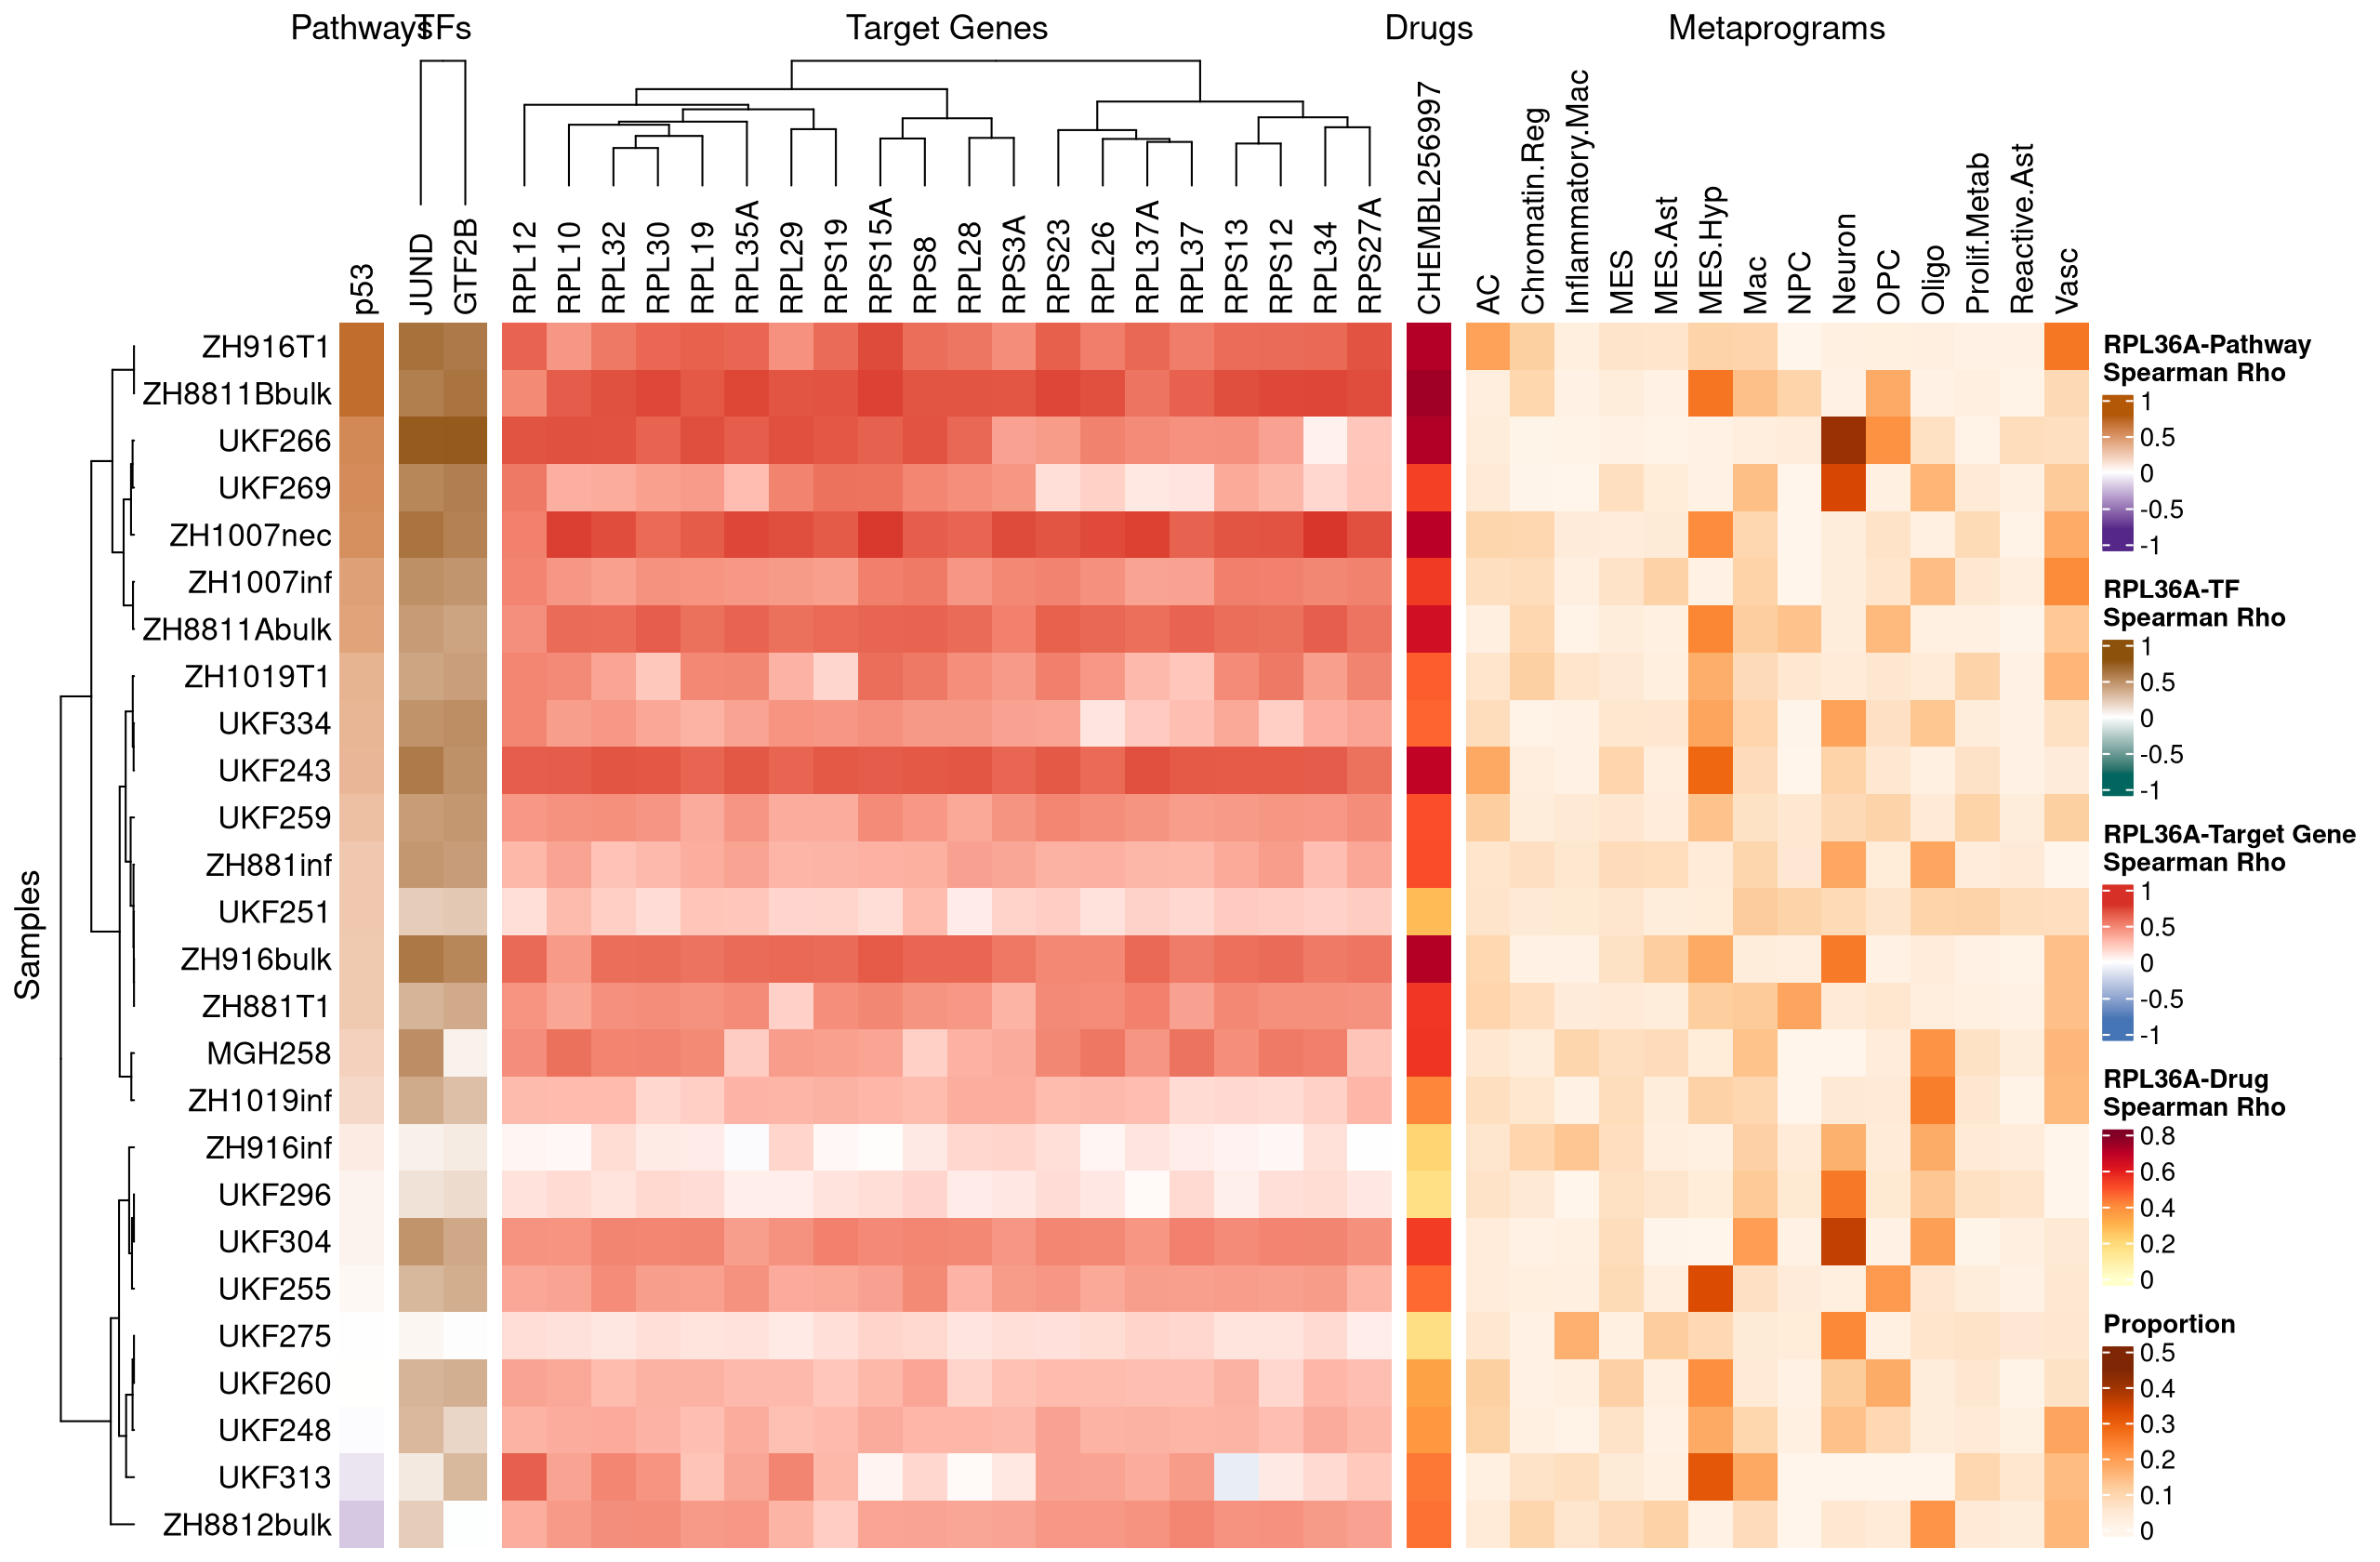 Pathways TFs Target Genes Drugs Metaprograms
p53 JUND GTF2B RPL12 RPL10 RPL32 RPL30 RPL19 RPL35A RPL29 RPS19 RPS15A RPS8 RPL28 RPS3A RPS23 RPL26 RPL37A RPL37 RPS13 RPS12 RPL34 RPS27A CHEMBL256997 AC Chromatin.Reg Inflammatory.Mac MES MES.Ast MES.Hyp Mac NPC Neuron OPC Oligo Prolif.Metab Reactive.Ast Vasc
Samples
ZH916T1
ZH8811Bbulk
UKF266
UKF269
ZH1007nec
ZH1007inf
ZH8811Abulk
ZH1019T1
UKF334
UKF243
UKF259
ZH881inf
UKF251
ZH916bulk
ZH881T1
MGH258
ZH1019inf
ZH916inf
UKF296
UKF304
UKF255
UKF275
UKF260
UKF248
UKF313
ZH8812bulk
RPL36A-Pathway
Spearman Rho
1
0.5
0
-0.5
-1
RPL36A-TF
Spearman Rho
1
0.5
0
-0.5
-1
RPL36A-Target Gene
Spearman Rho
1
0.5
0
-0.5
-1
RPL36A-Drug
Spearman Rho
0.8
0.6
0.4
0.2
0
Proportion
0.5
0.4
0.3
0.2
0.1
0